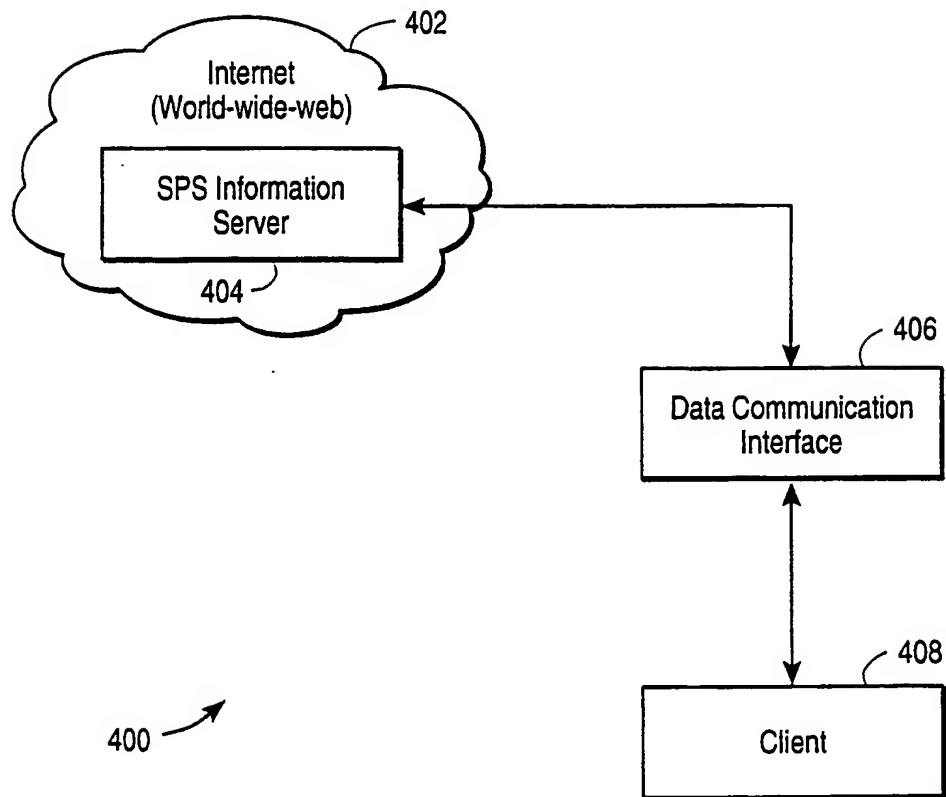 402
Internet
(World-wide-web)
SPS Information
Server
404
406
Data Communication
Interface
408
Client
400